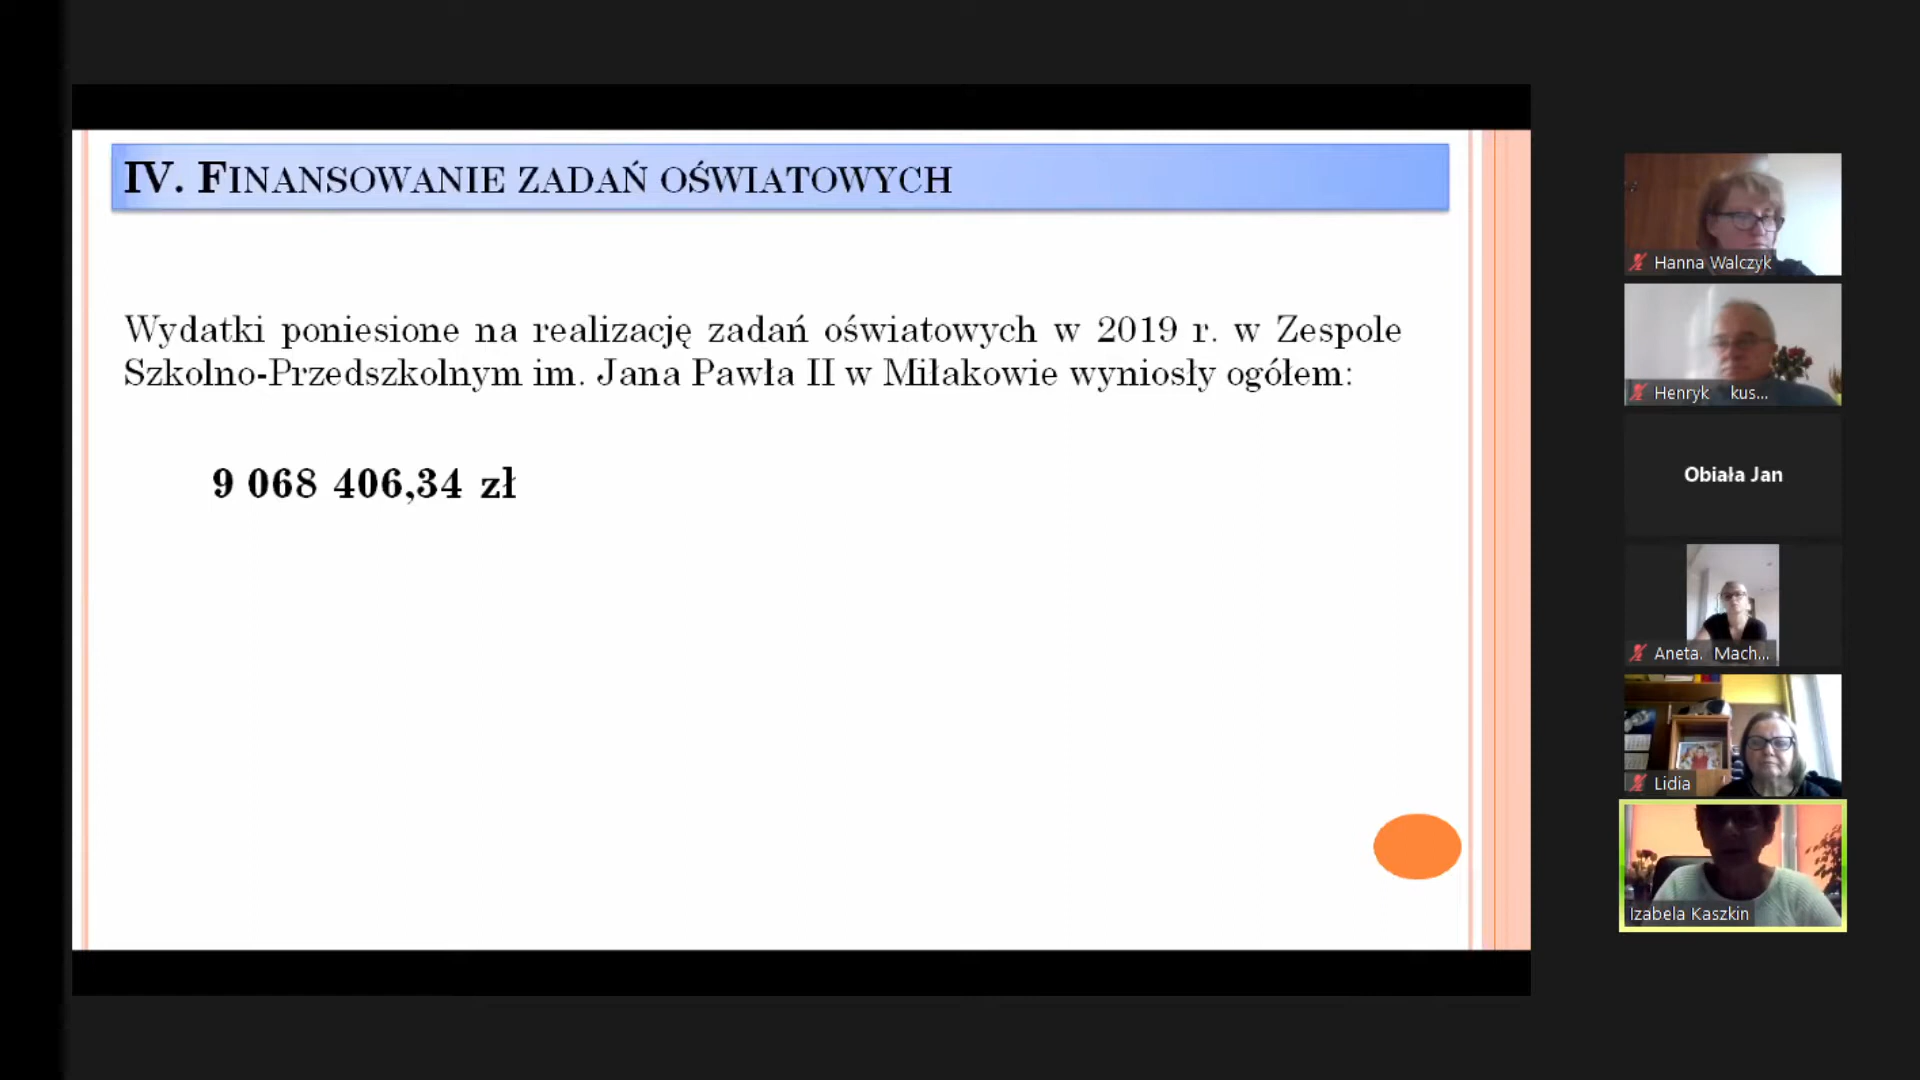 IV. Finansowanie zadań oświatowych
Wydatki poniesione na realizację zadań oświatowych w 2019 r. w Zespole
Szkolno-Przedszkolnym im. Jana Pawła II w Miłakowie wyniosły ogółem:
9 068 406,34 zł
Hanna Walczyk
Henryk kus...
Obiała Jan
Aneta. Mach...
Lidia
Izabela Kaszkin